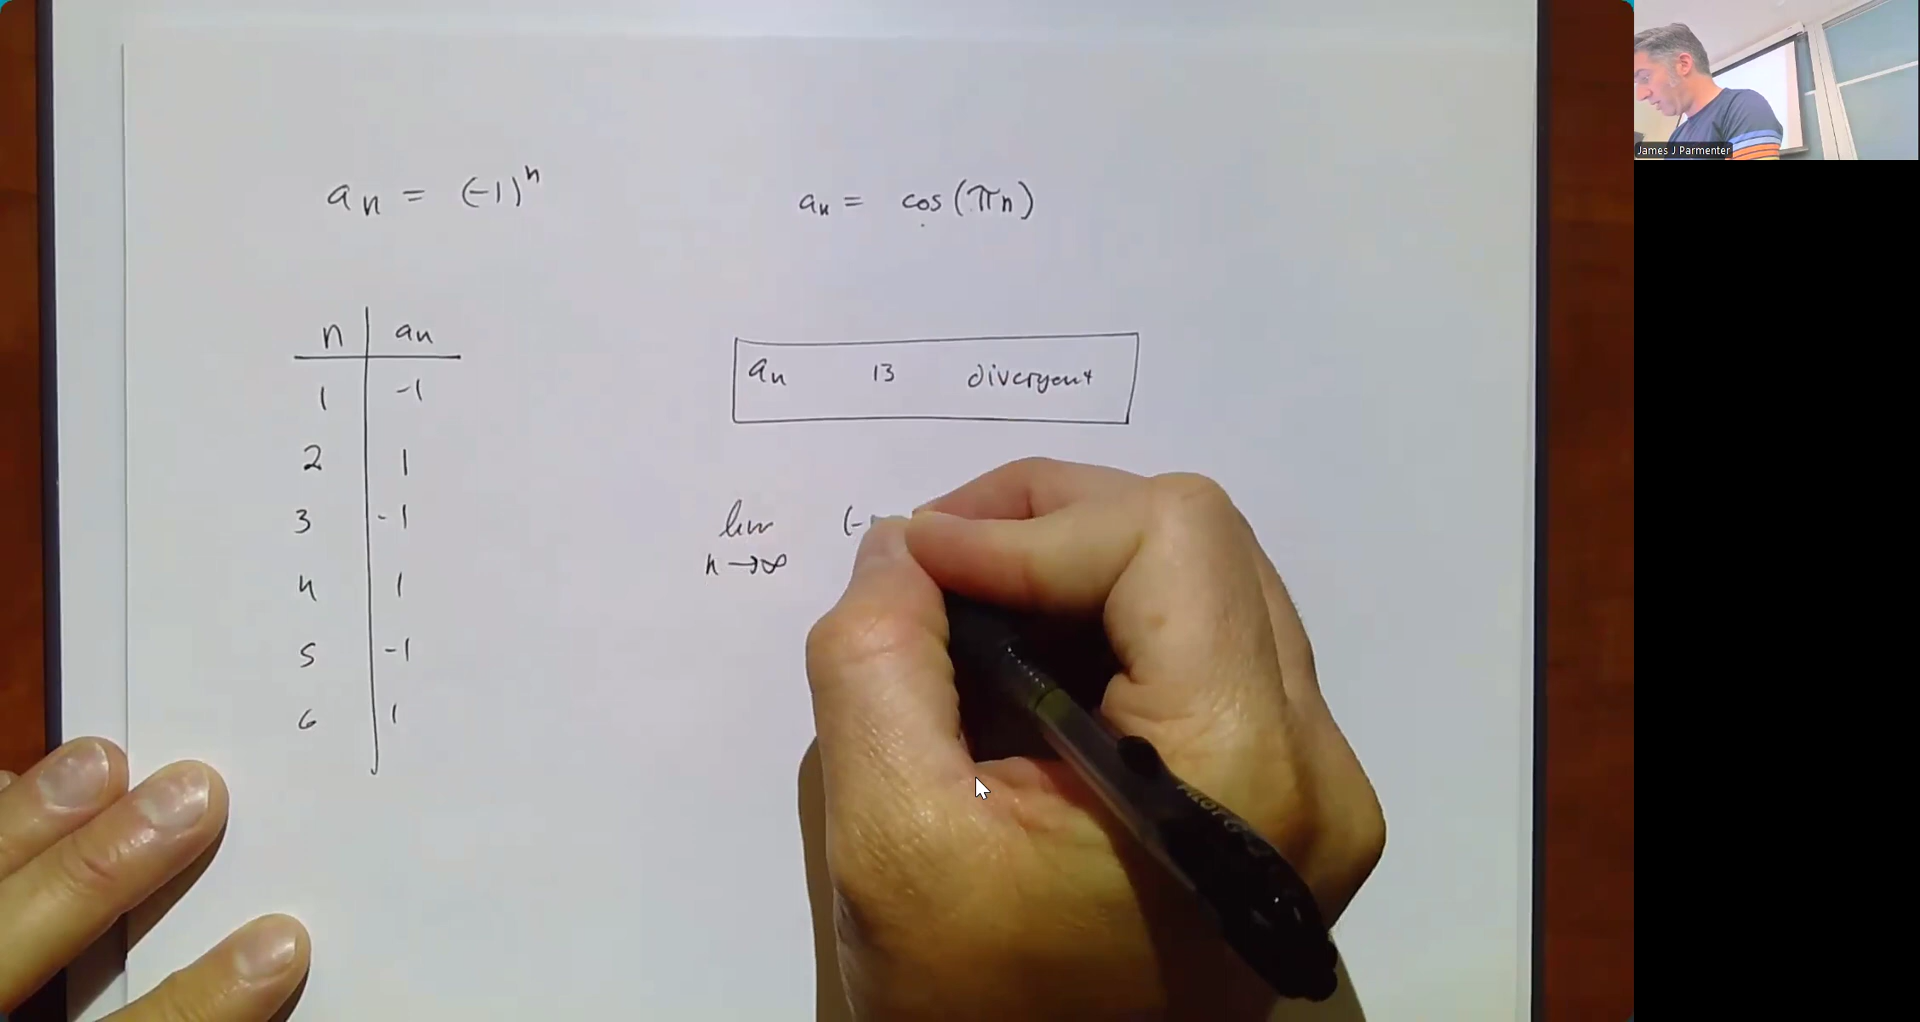 aₙ = (-1)ⁿ
aₙ = cos(πn)
n aₙ
1 -1
2 1
3 -1
4 1
5 -1
6 1
aₙ is divergent
lim (-
n→∞
PILOT G
James J Parmenter